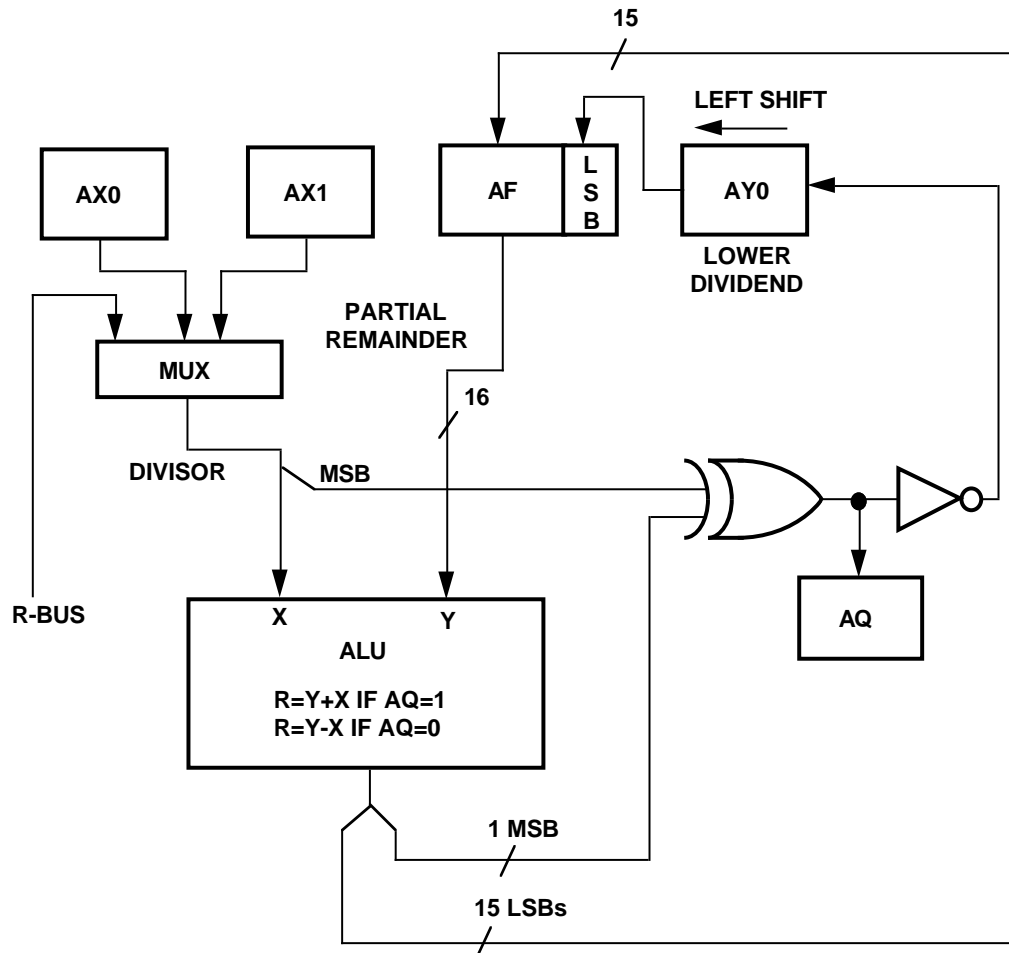 15
LEFT SHIFT
AX0
AX1
AF
L
S
B
AY0
LOWER
DIVIDEND
PARTIAL
REMAINDER
MUX
16
DIVISOR
MSB
R-BUS
X
Y
ALU
R=Y+X IF AQ=1
R=Y-X IF AQ=0
AQ
1 MSB
15 LSBs